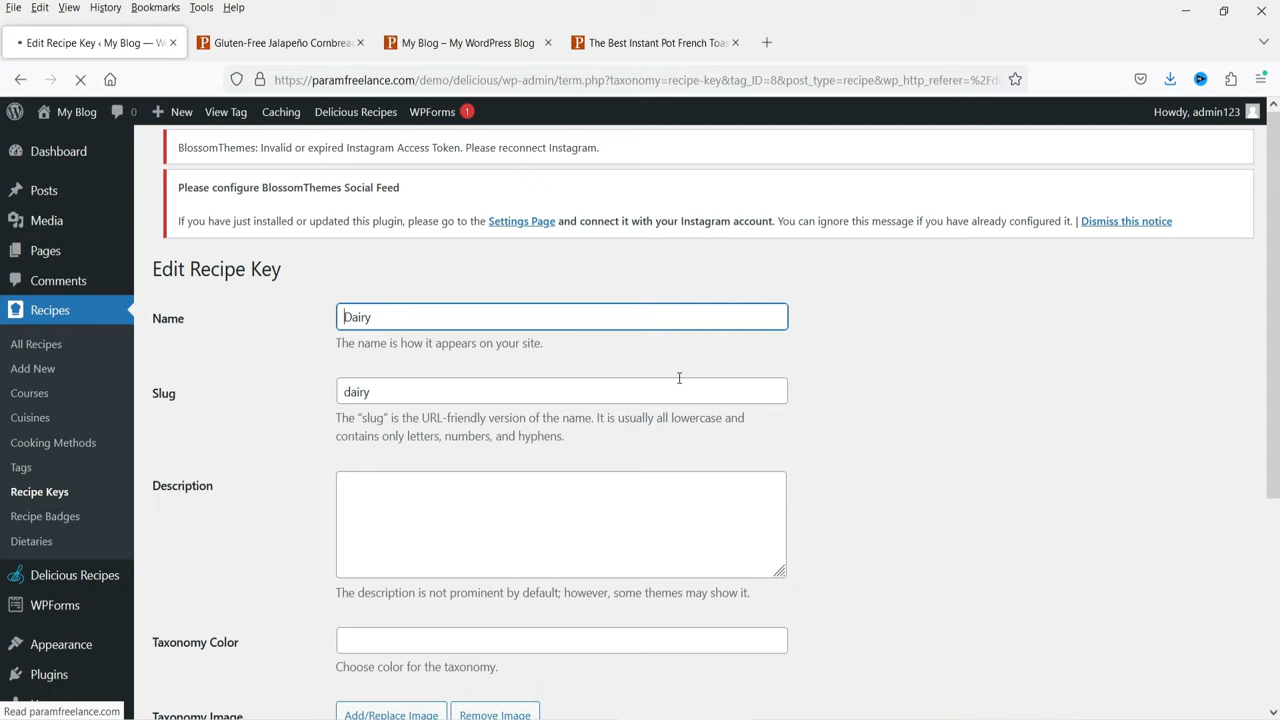 File Edit View History Bookmarks Tools Help
Edit Recipe Key ‹ My Blog — W
Gluten-Free Jalapeño Cornbrea
My Blog – My WordPress Blog
The Best Instant Pot French Toas
https://paramfreelance.com/demo/delicious/wp-admin/term.php?taxonomy=recipe-key&tag_ID=8&post_type=recipe&wp_http_referer=%2Fd
My Blog 0 New View Tag Caching Delicious Recipes WPForms 1 Howdy, admin123
BlossomThemes: Invalid or expired Instagram Access Token. Please reconnect Instagram.
Please configure BlossomThemes Social Feed
If you have just installed or updated this plugin, please go to the Settings Page and connect it with your Instagram account. You can ignore this message if you have already configured it. | Dismiss this notice
Dashboard
Posts
Media
Pages
Comments
Recipes
All Recipes
Add New
Courses
Cuisines
Cooking Methods
Tags
Recipe Keys
Recipe Badges
Dietaries
Delicious Recipes
WPForms
Appearance
Plugins
Edit Recipe Key
Name
Dairy
The name is how it appears on your site.
Slug
dairy
The “slug” is the URL-friendly version of the name. It is usually all lowercase and
contains only letters, numbers, and hyphens.
Description
The description is not prominent by default; however, some themes may show it.
Taxonomy Color
Choose color for the taxonomy.
Taxonomy Image
Add/Replace Image Remove Image
Read paramfreelance.com